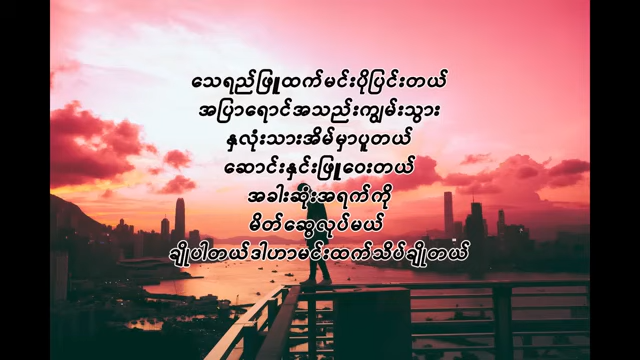 သေရည်ဖြူထက်မင်းပိုပြင်းတယ်
အပြာရောင်အသည်းကျွမ်းသွား
နှလုံးသားအိမ်မှာပူတယ်
ဆောင်းနှင်းဖြူဝေးတယ်
အခါးဆိုးအရက်ကို
မိတ်ဆွေလုပ်မယ်
ချိုပါတယ်ဒါဟာမင်းထက်သိပ်ချိုတယ်